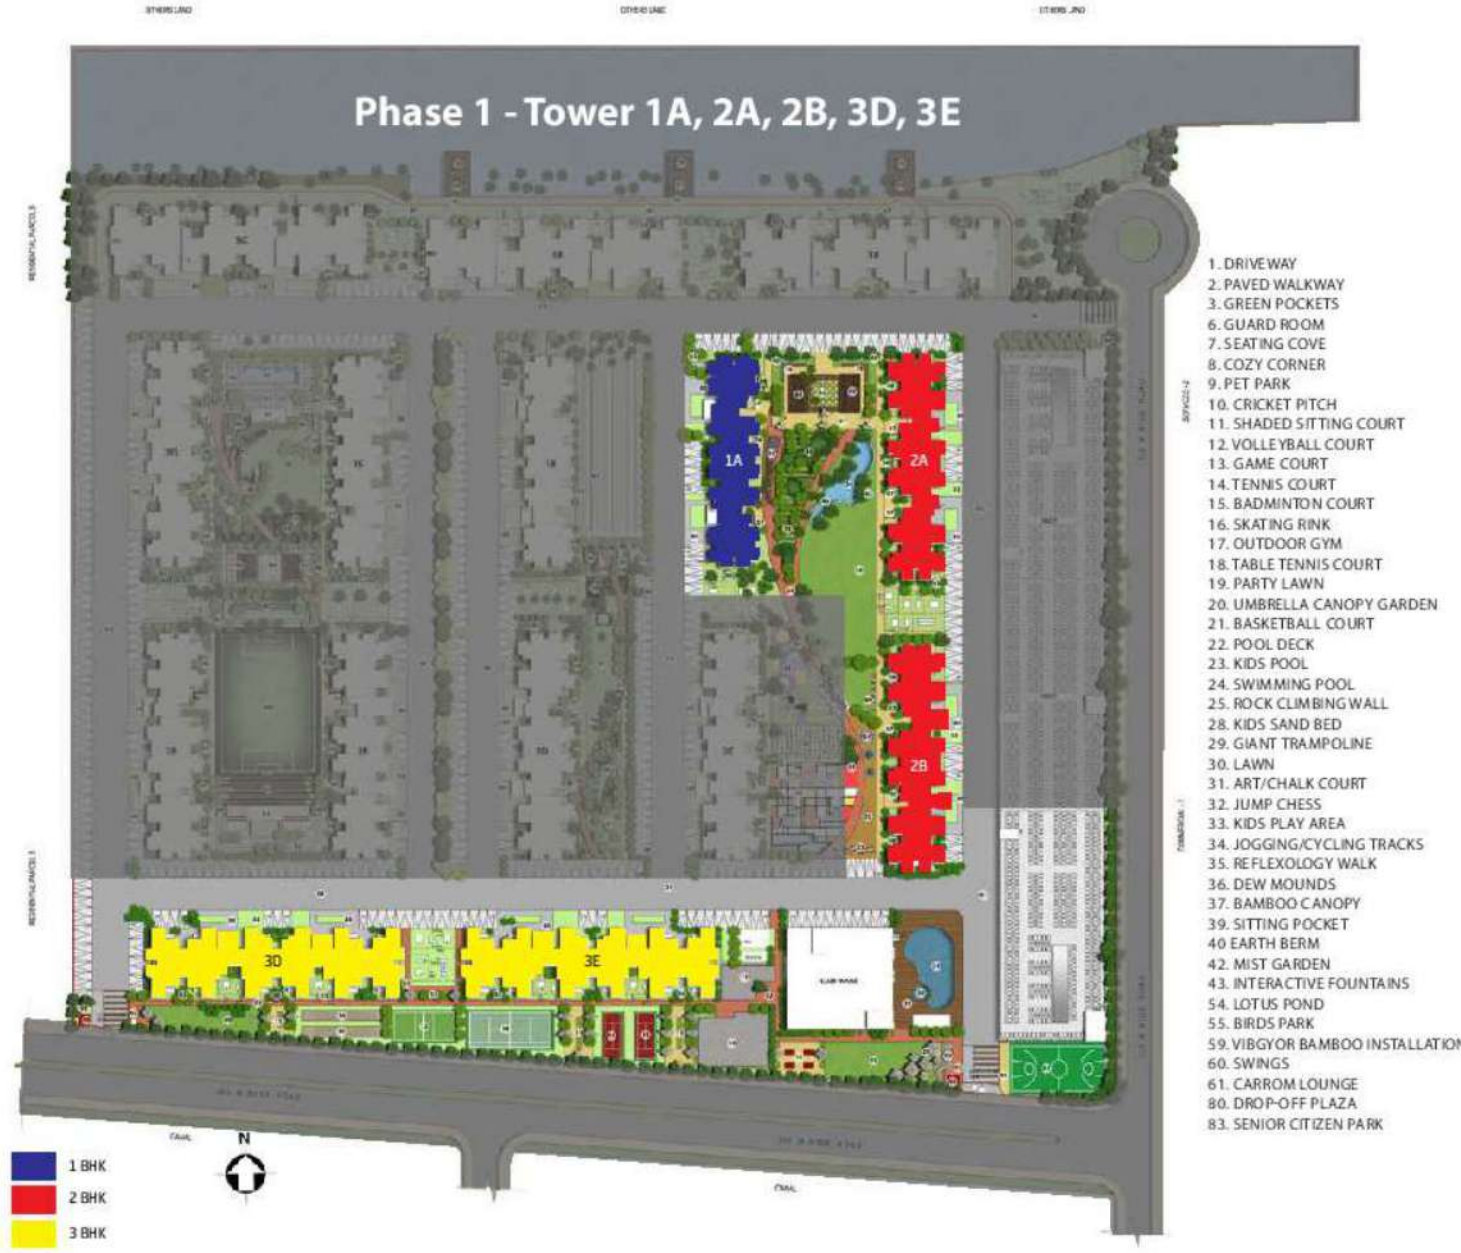 Phase 1 - Tower 1A, 2A, 2B, 3D, 3E
1. DRIVEWAY
2. PAVED WALKWAY
3. GREEN POCKETS
6. GUARD ROOM
7. SEATING COVE
8. COZY CORNER
9. PET PARK
10. CRICKET PITCH
11. SHADED SITTING COURT
12. VOLLEYBALL COURT
13. GAME COURT
14. TENNIS COURT
15. BADMINTON COURT
16. SKATING RINK
17. OUTDOOR GYM
18. TABLE TENNIS COURT
19. PARTY LAWN
20. UMBRELLA CANOPY GARDEN
21. BASKETBALL COURT
22. POOL DECK
23. KIDS POOL
24. SWIMMING POOL
25. ROCK CLIMBING WALL
28. KIDS SAND BED
29. GIANT TRAMPOLINE
30. LAWN
31. ART/CHALK COURT
32. JUMP CHESS
33. KIDS PLAY AREA
34. JOGGING/CYCLING TRACKS
35. REFLEXOLOGY WALK
36. DEW MOUNDS
37. BAMBOO CANOPY
39. SITTING POCKET
40 EARTH BERM
42. MIST GARDEN
43. INTERACTIVE FOUNTAINS
54. LOTUS POND
55. BIRDS PARK
59. VIBGYOR BAMBOO INSTALLATION
60. SWINGS
61. CARROM LOUNGE
80. DROP-OFF PLAZA
83. SENIOR CITIZEN PARK
1A
2A
2B
3D
3E
CANAL
N
CANAL
1 BHK
2 BHK
3 BHK